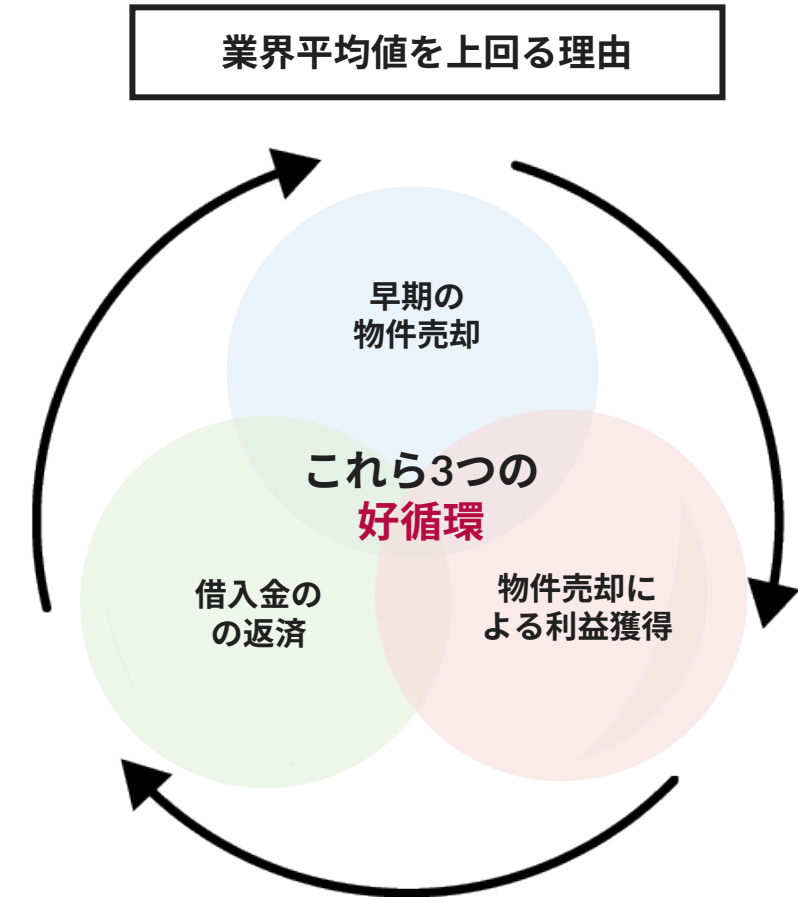 業界平均値を上回る理由
早期の
物件売却
これら3つの
好循環
借入金の
の返済
物件売却に
よる利益獲得